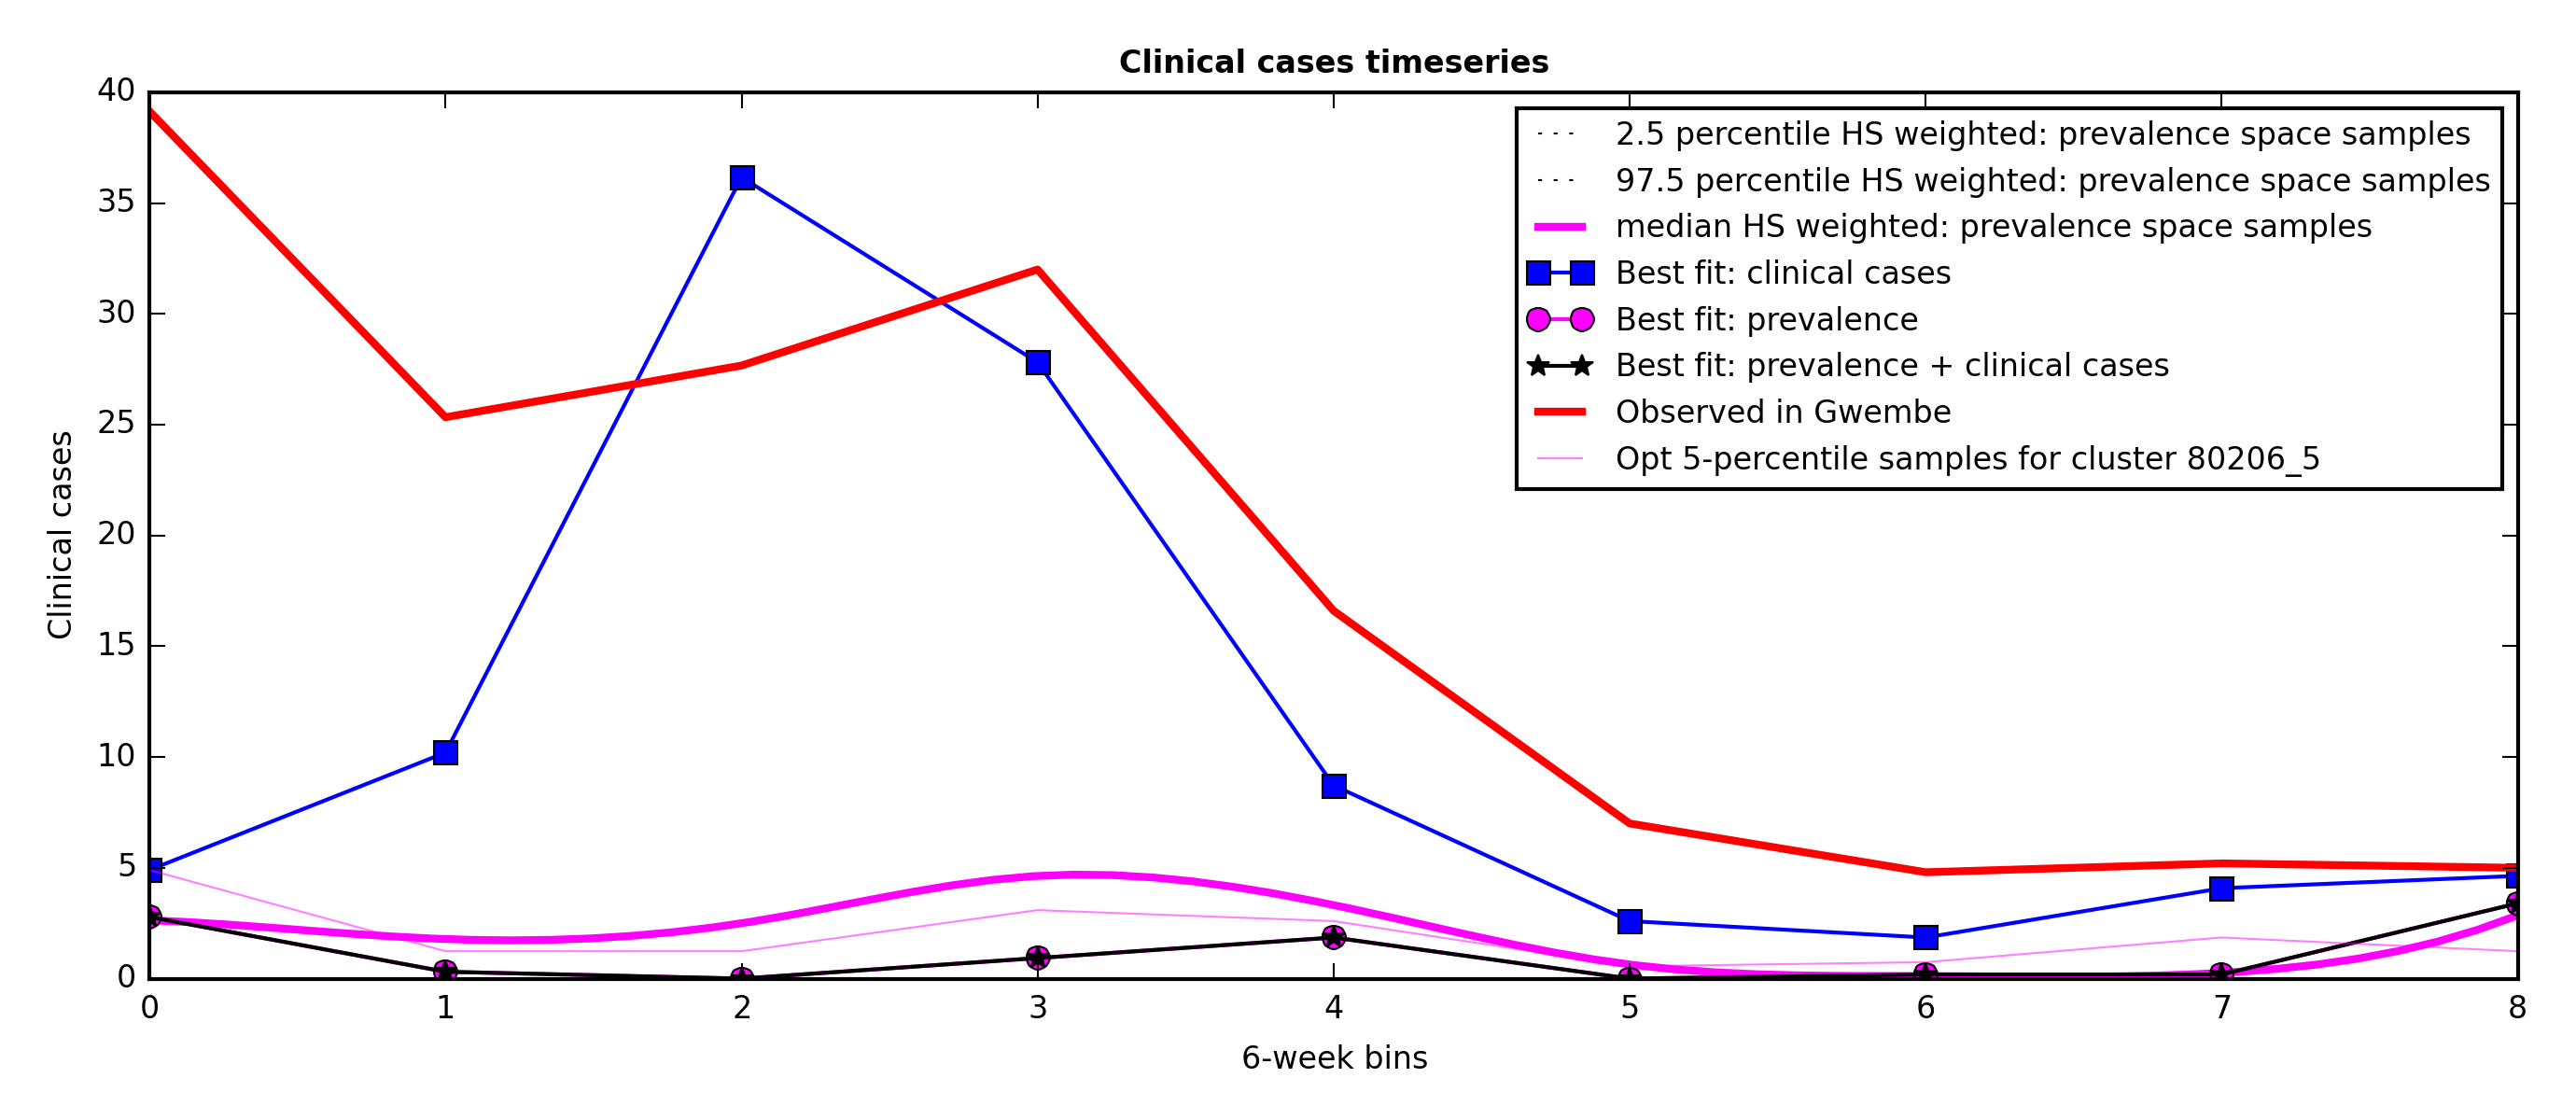 Clinical cases timeseries
40
35
30
25
20
15
10
5
0
Clinical cases
2.5 percentile HS weighted: prevalence space samples
97.5 percentile HS weighted: prevalence space samples
median HS weighted: prevalence space samples
Best fit: clinical cases
Best fit: prevalence
Best fit: prevalence + clinical cases
Observed in Gwembe
Opt 5-percentile samples for cluster 80206_5
0 1 2 3 4 5 6 7 8
6-week bins